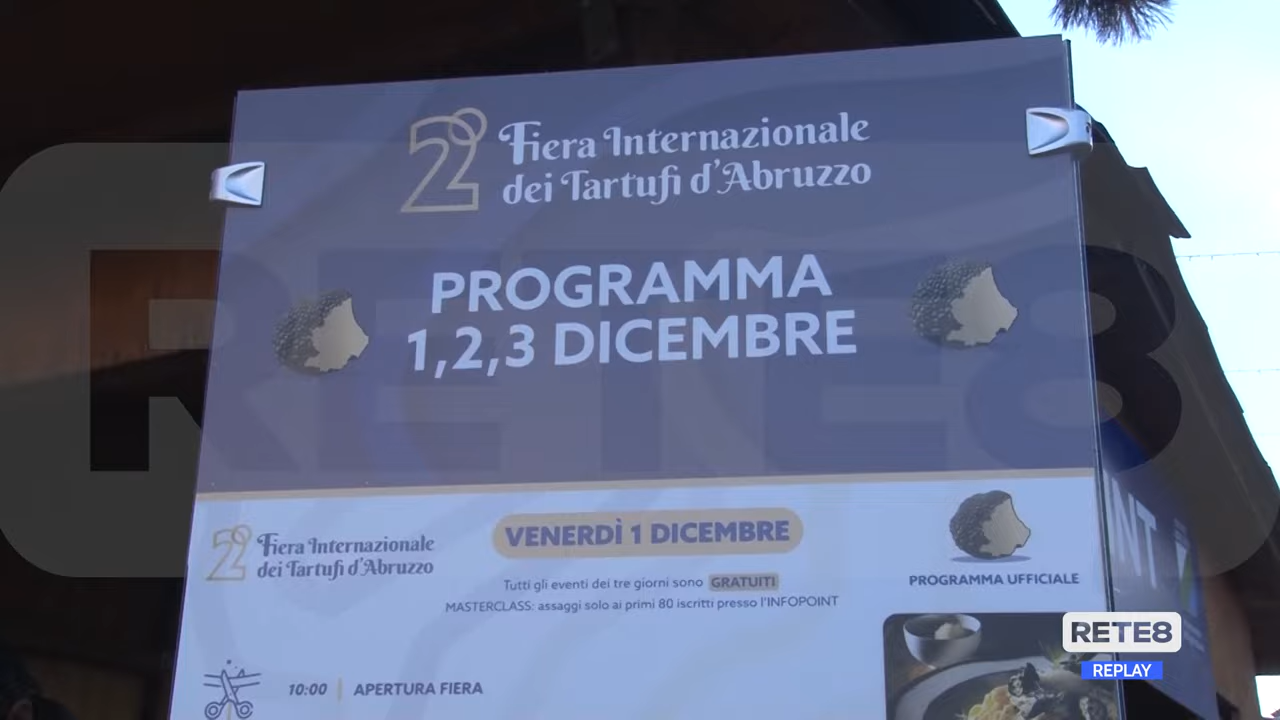 2° Fiera Internazionale
dei Tartufi d'Abruzzo
PROGRAMMA
1,2,3 DICEMBRE
2° Fiera Internazionale
dei Tartufi d'Abruzzo
VENERDÌ 1 DICEMBRE
Tutti gli eventi dei tre giorni sono GRATUITI
MASTERCLASS: assaggi solo ai primi 80 iscritti presso l'INFOPOINT
PROGRAMMA UFFICIALE
10:00 | APERTURA FIERA
INT
RETE8
RETE8
REPLAY